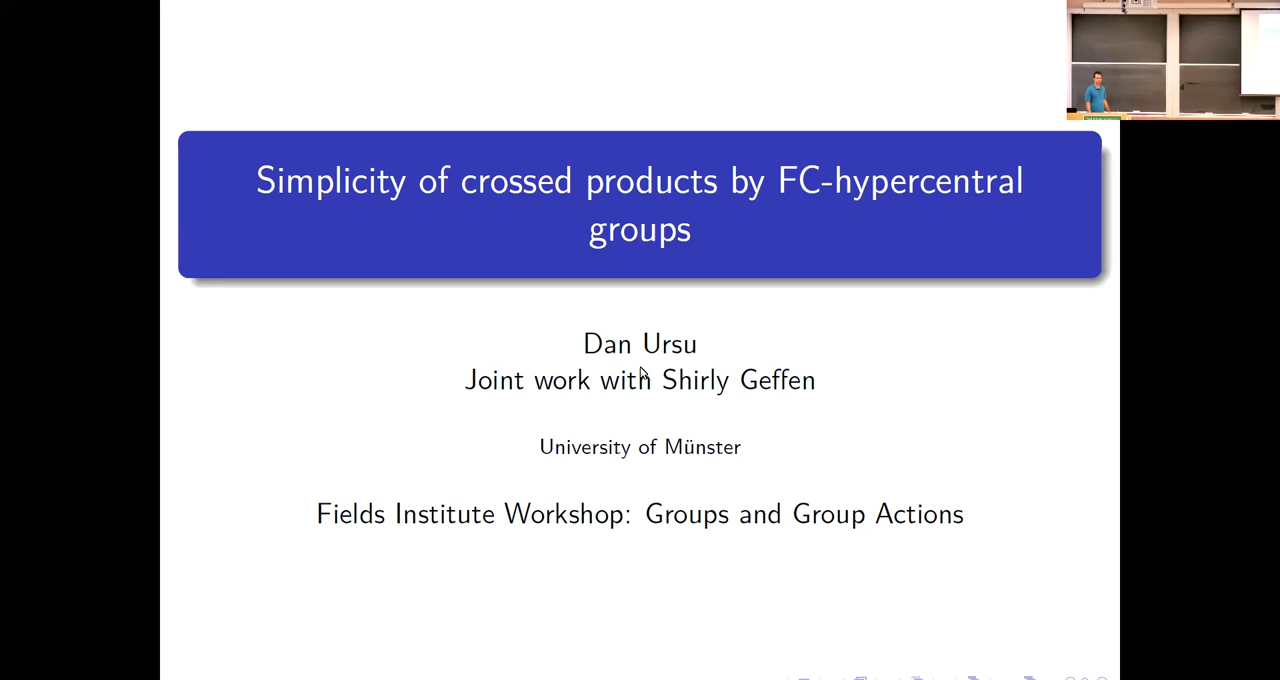 Simplicity of crossed products by FC-hypercentral
groups
Dan Ursu
Joint work with Shirly Geffen
University of Münster
Fields Institute Workshop: Groups and Group Actions